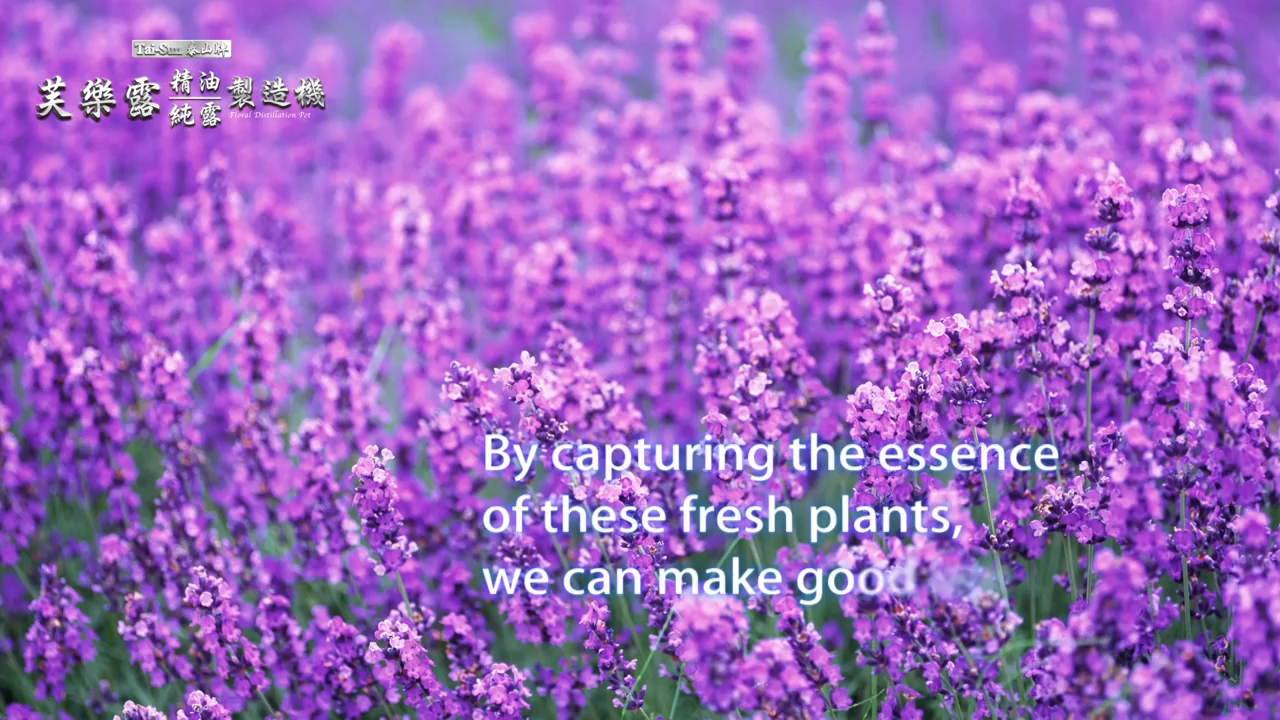 Tai-Sun 泰山牌
芙樂露 精油 純露 製造機
Floral Distillation Pot
By capturing the essence
of these fresh plants,
we can make good